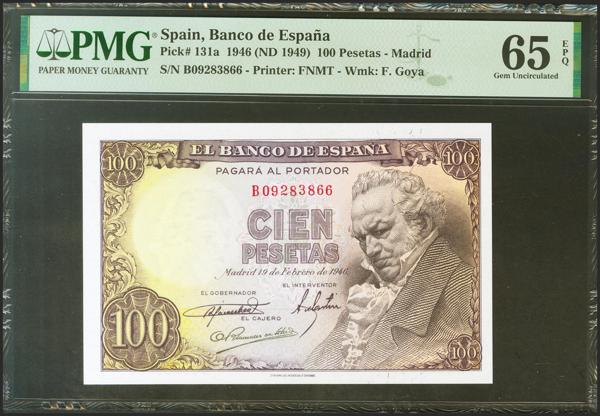 PMG
PAPER MONEY GUARANTY
Spain, Banco de España
Pick# 131a 1946 (ND 1949) 100 Pesetas - Madrid
S/N B09283866 - Printer: FNMT - Wmk: F. Goya
65 EPQ
Gem Uncirculated
EL BANCO DE ESPAÑA
100
100
PAGARÁ AL PORTADOR
B09283866
CIEN
PESETAS
Madrid 19 de Febrero de 1946
EL GOBERNADOR
EL INTERVENTOR
EL CAJERO
100
100